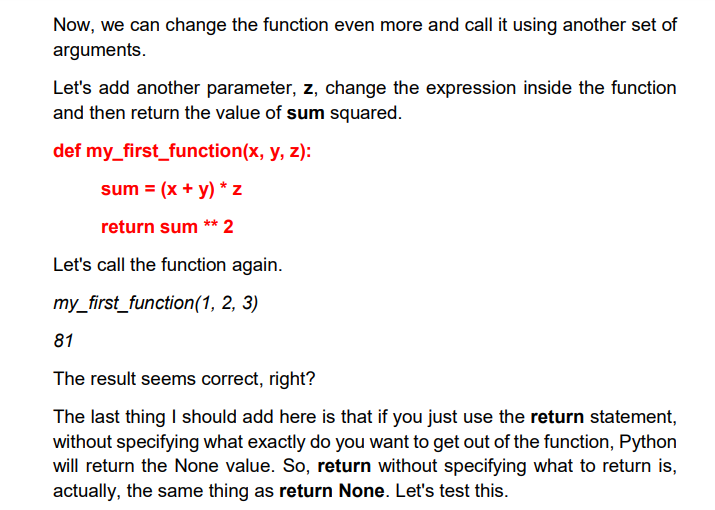 Now, we can change the function even more and call it using another set of
arguments.
Let's add another parameter, z, change the expression inside the function
and then return the value of sum squared.
def my_first_function(x, y, z):
sum = (x + y) * z
return sum ** 2
Let's call the function again.
my_first_function(1, 2, 3)
81
The result seems correct, right?
The last thing I should add here is that if you just use the return statement,
without specifying what exactly do you want to get out of the function, Python
will return the None value. So, return without specifying what to return is,
actually, the same thing as return None. Let's test this.